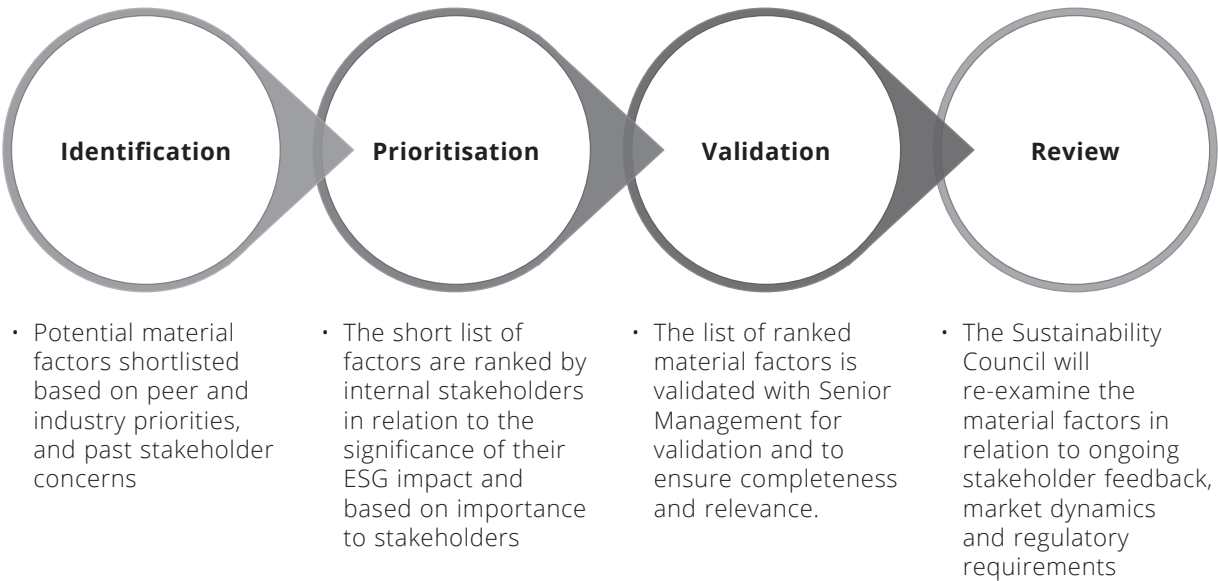 Identification
Prioritisation
Validation
Review
• Potential material
factors shortlisted
based on peer and
industry priorities,
and past stakeholder
concerns
• The short list of
factors are ranked by
internal stakeholders
in relation to the
significance of their
ESG impact and
based on importance
to stakeholders
• The list of ranked
material factors is
validated with Senior
Management for
validation and to
ensure completeness
and relevance.
• The Sustainability
Council will
re-examine the
material factors in
relation to ongoing
stakeholder feedback,
market dynamics
and regulatory
requirements